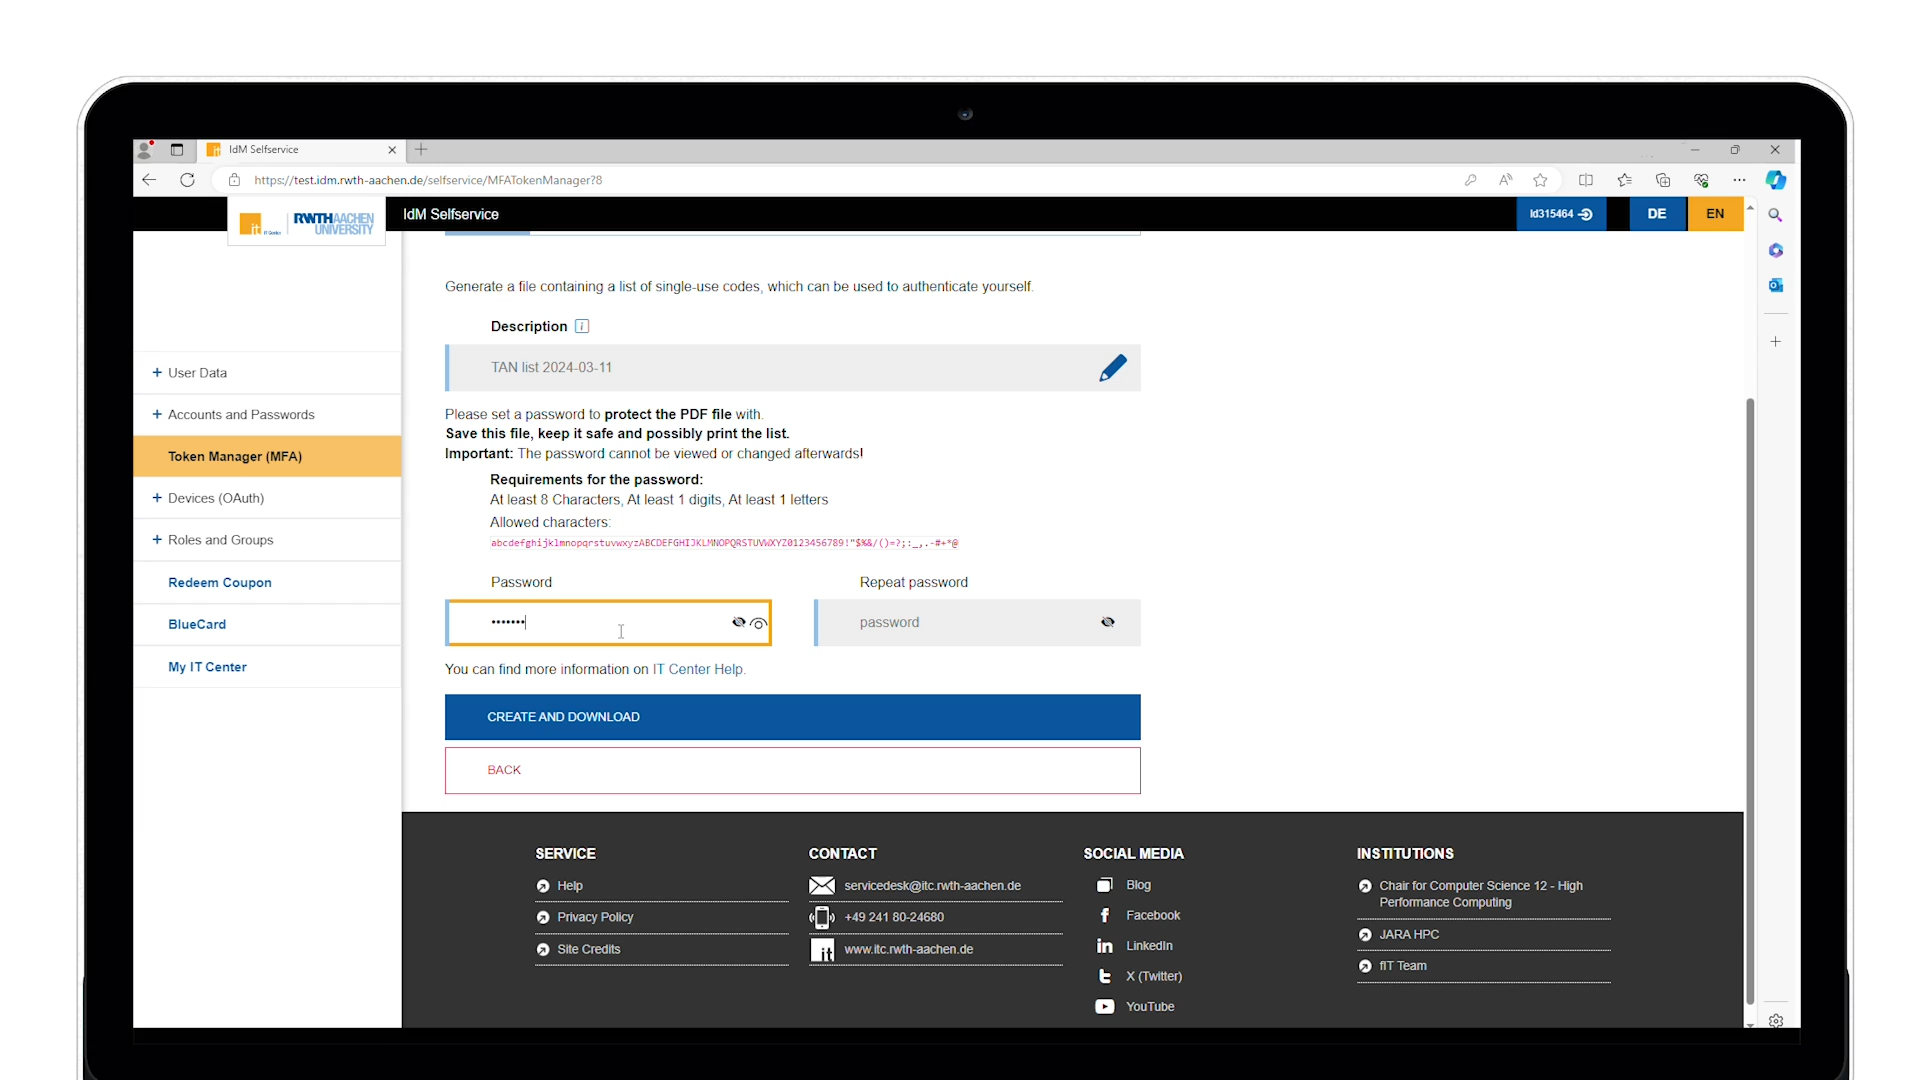 IdM Selfservice
https://test.idm.rwth-aachen.de/selfservice/MFATokenManager?8
it IT Center RWTH AACHEN UNIVERSITY
IdM Selfservice
Id315464
DE
EN
Generate a file containing a list of single-use codes, which can be used to authenticate yourself.
Description i
TAN list 2024-03-11
+ User Data
+ Accounts and Passwords
Token Manager (MFA)
+ Devices (OAuth)
+ Roles and Groups
Redeem Coupon
BlueCard
My IT Center
Please set a password to protect the PDF file with.
Save this file, keep it safe and possibly print the list.
Important: The password cannot be viewed or changed afterwards!
Requirements for the password:
At least 8 Characters, At least 1 digits, At least 1 letters
Allowed characters:
abcdefghijklmnopqrstuvwxyzABCDEFGHIJKLMNOPQRSTUVWXYZ0123456789!"$%&/()=?;:_,.-#+*@
Password
Repeat password
•••••••
password
You can find more information on IT Center Help.
CREATE AND DOWNLOAD
BACK
SERVICE
Help
Privacy Policy
Site Credits
CONTACT
servicedesk@itc.rwth-aachen.de
+49 241 80-24680
it www.itc.rwth-aachen.de
SOCIAL MEDIA
Blog
Facebook
LinkedIn
X (Twitter)
YouTube
INSTITUTIONS
Chair for Computer Science 12 - High
Performance Computing
JARA HPC
fIT Team